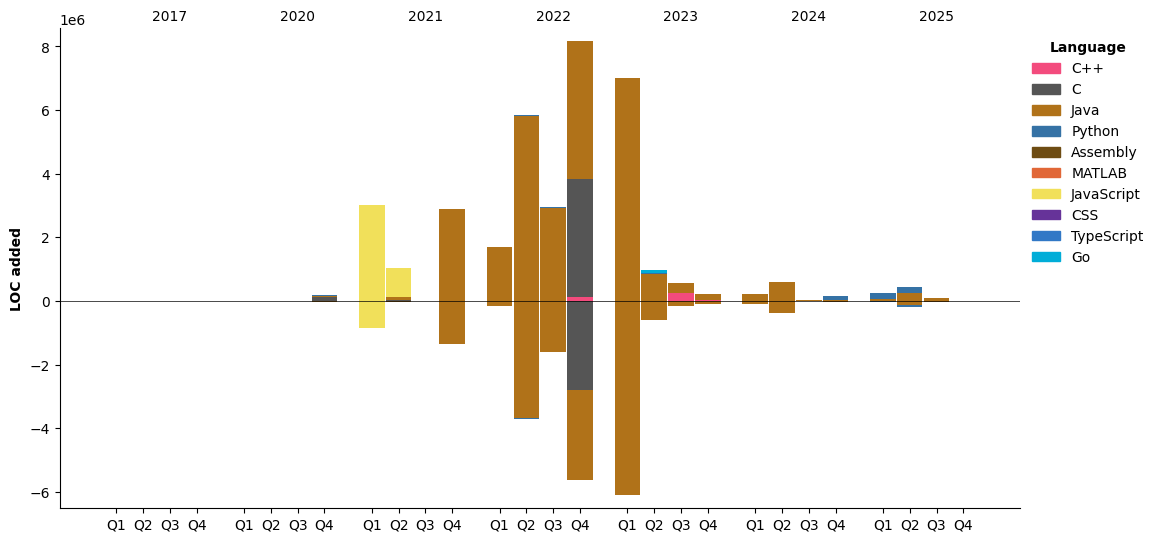 1e6
2017 2020 2021 2022 2023 2024 2025
LOC added
8
6
4
2
0
−2
−4
−6
Q1 Q2 Q3 Q4 Q1 Q2 Q3 Q4 Q1 Q2 Q3 Q4 Q1 Q2 Q3 Q4 Q1 Q2 Q3 Q4 Q1 Q2 Q3 Q4 Q1 Q2 Q3 Q4
Language
C++
C
Java
Python
Assembly
MATLAB
JavaScript
CSS
TypeScript
Go